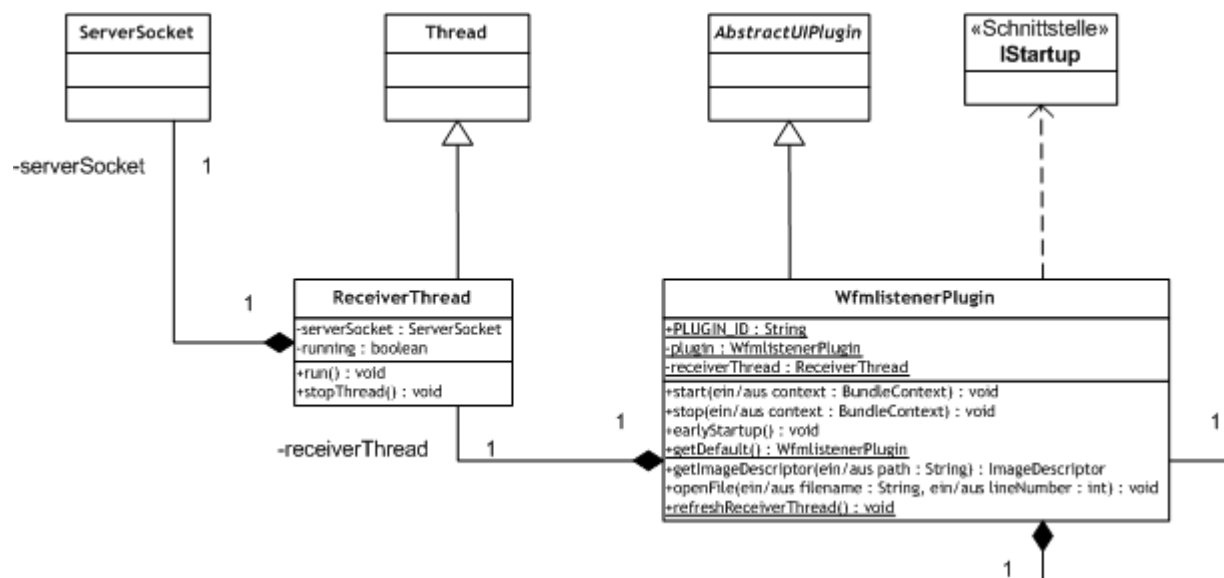 ServerSocket
Thread
AbstractUIPlugin
«Schnittstelle»
IStartup
-serverSocket
1
1
ReceiverThread
-serverSocket : ServerSocket
-running : boolean
+run() : void
+stopThread() : void
-receiverThread
1
1
WfmlistenerPlugin
+PLUGIN_ID : String
-plugin : WfmlistenerPlugin
-receiverThread : ReceiverThread
+start(ein/aus context : BundleContext) : void
+stop(ein/aus context : BundleContext) : void
+earlyStartup() : void
+getDefault() : WfmlistenerPlugin
+getImageDescriptor(ein/aus path : String) : ImageDescriptor
+openFile(ein/aus filename : String, ein/aus lineNumber : int) : void
+refreshReceiverThread() : void
1
1